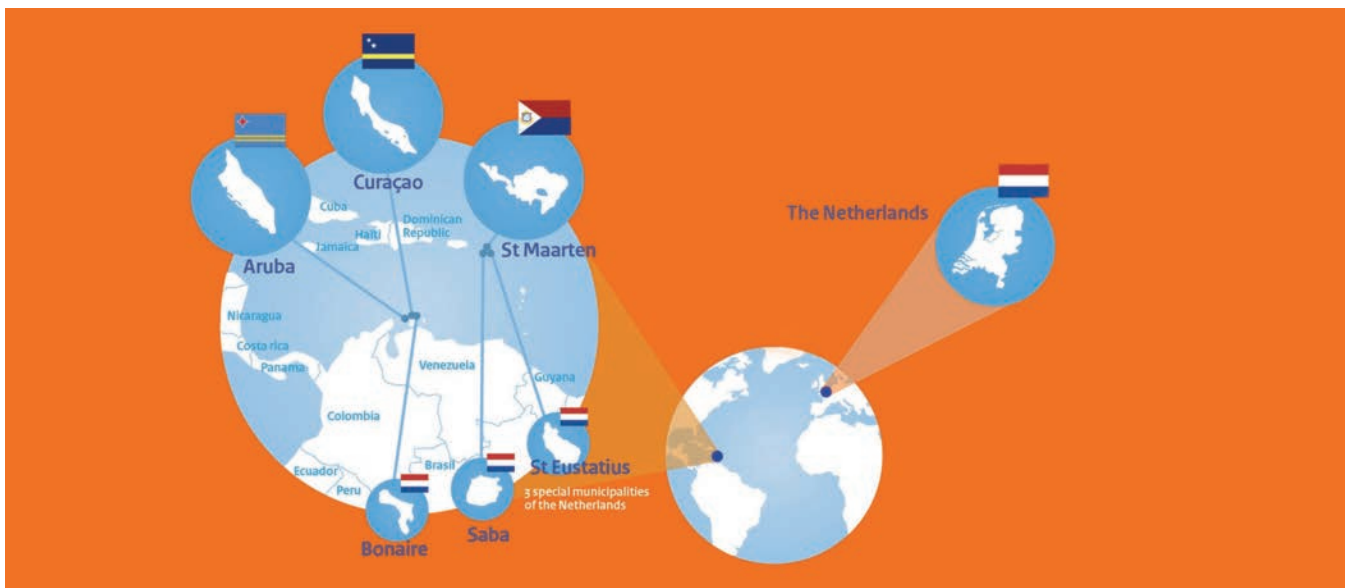 Curaçao
Aruba
St Maarten
Cuba
Haïti
Dominican
Republic
Jamaica
Nicaragua
Costa rica
Panama
Venezuela
Guyana
Colombia
Ecuador
Peru
Brasil
St Eustatius
3 special municipalities
of the Netherlands
Saba
Bonaire
The Netherlands